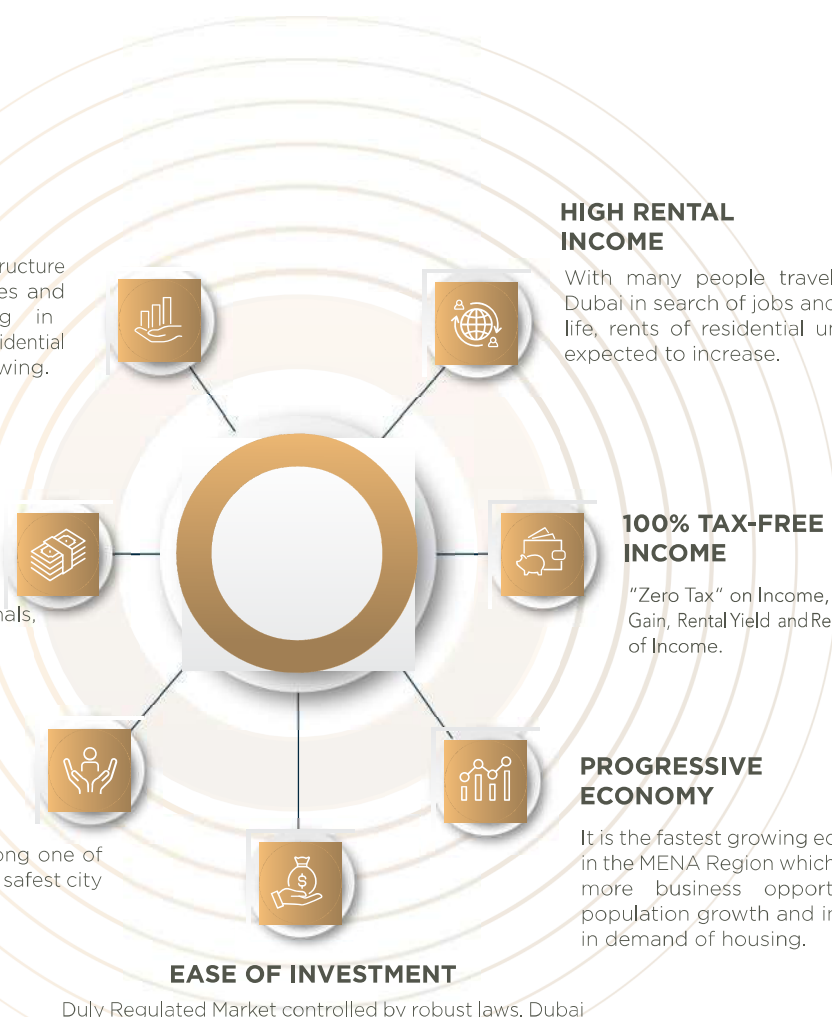 HIGH RENTAL
INCOME
With many people travel
Dubai in search of jobs and
life, rents of residential
expected to increase.
ructure
es and
g in
idential
wing.
100% TAX-FREE
INCOME
"Zero Tax" on Income,
Gain, Rental Yield and Re
of Income.
nals,
PROGRESSIVE
ECONOMY
It is the fastest growing ec
in the MENA Region which
more business opport
population growth and in
in demand of housing.
ong one of
safest city
$
EASE OF INVESTMENT
Duly Regulated Market controlled by robust laws, Dubai